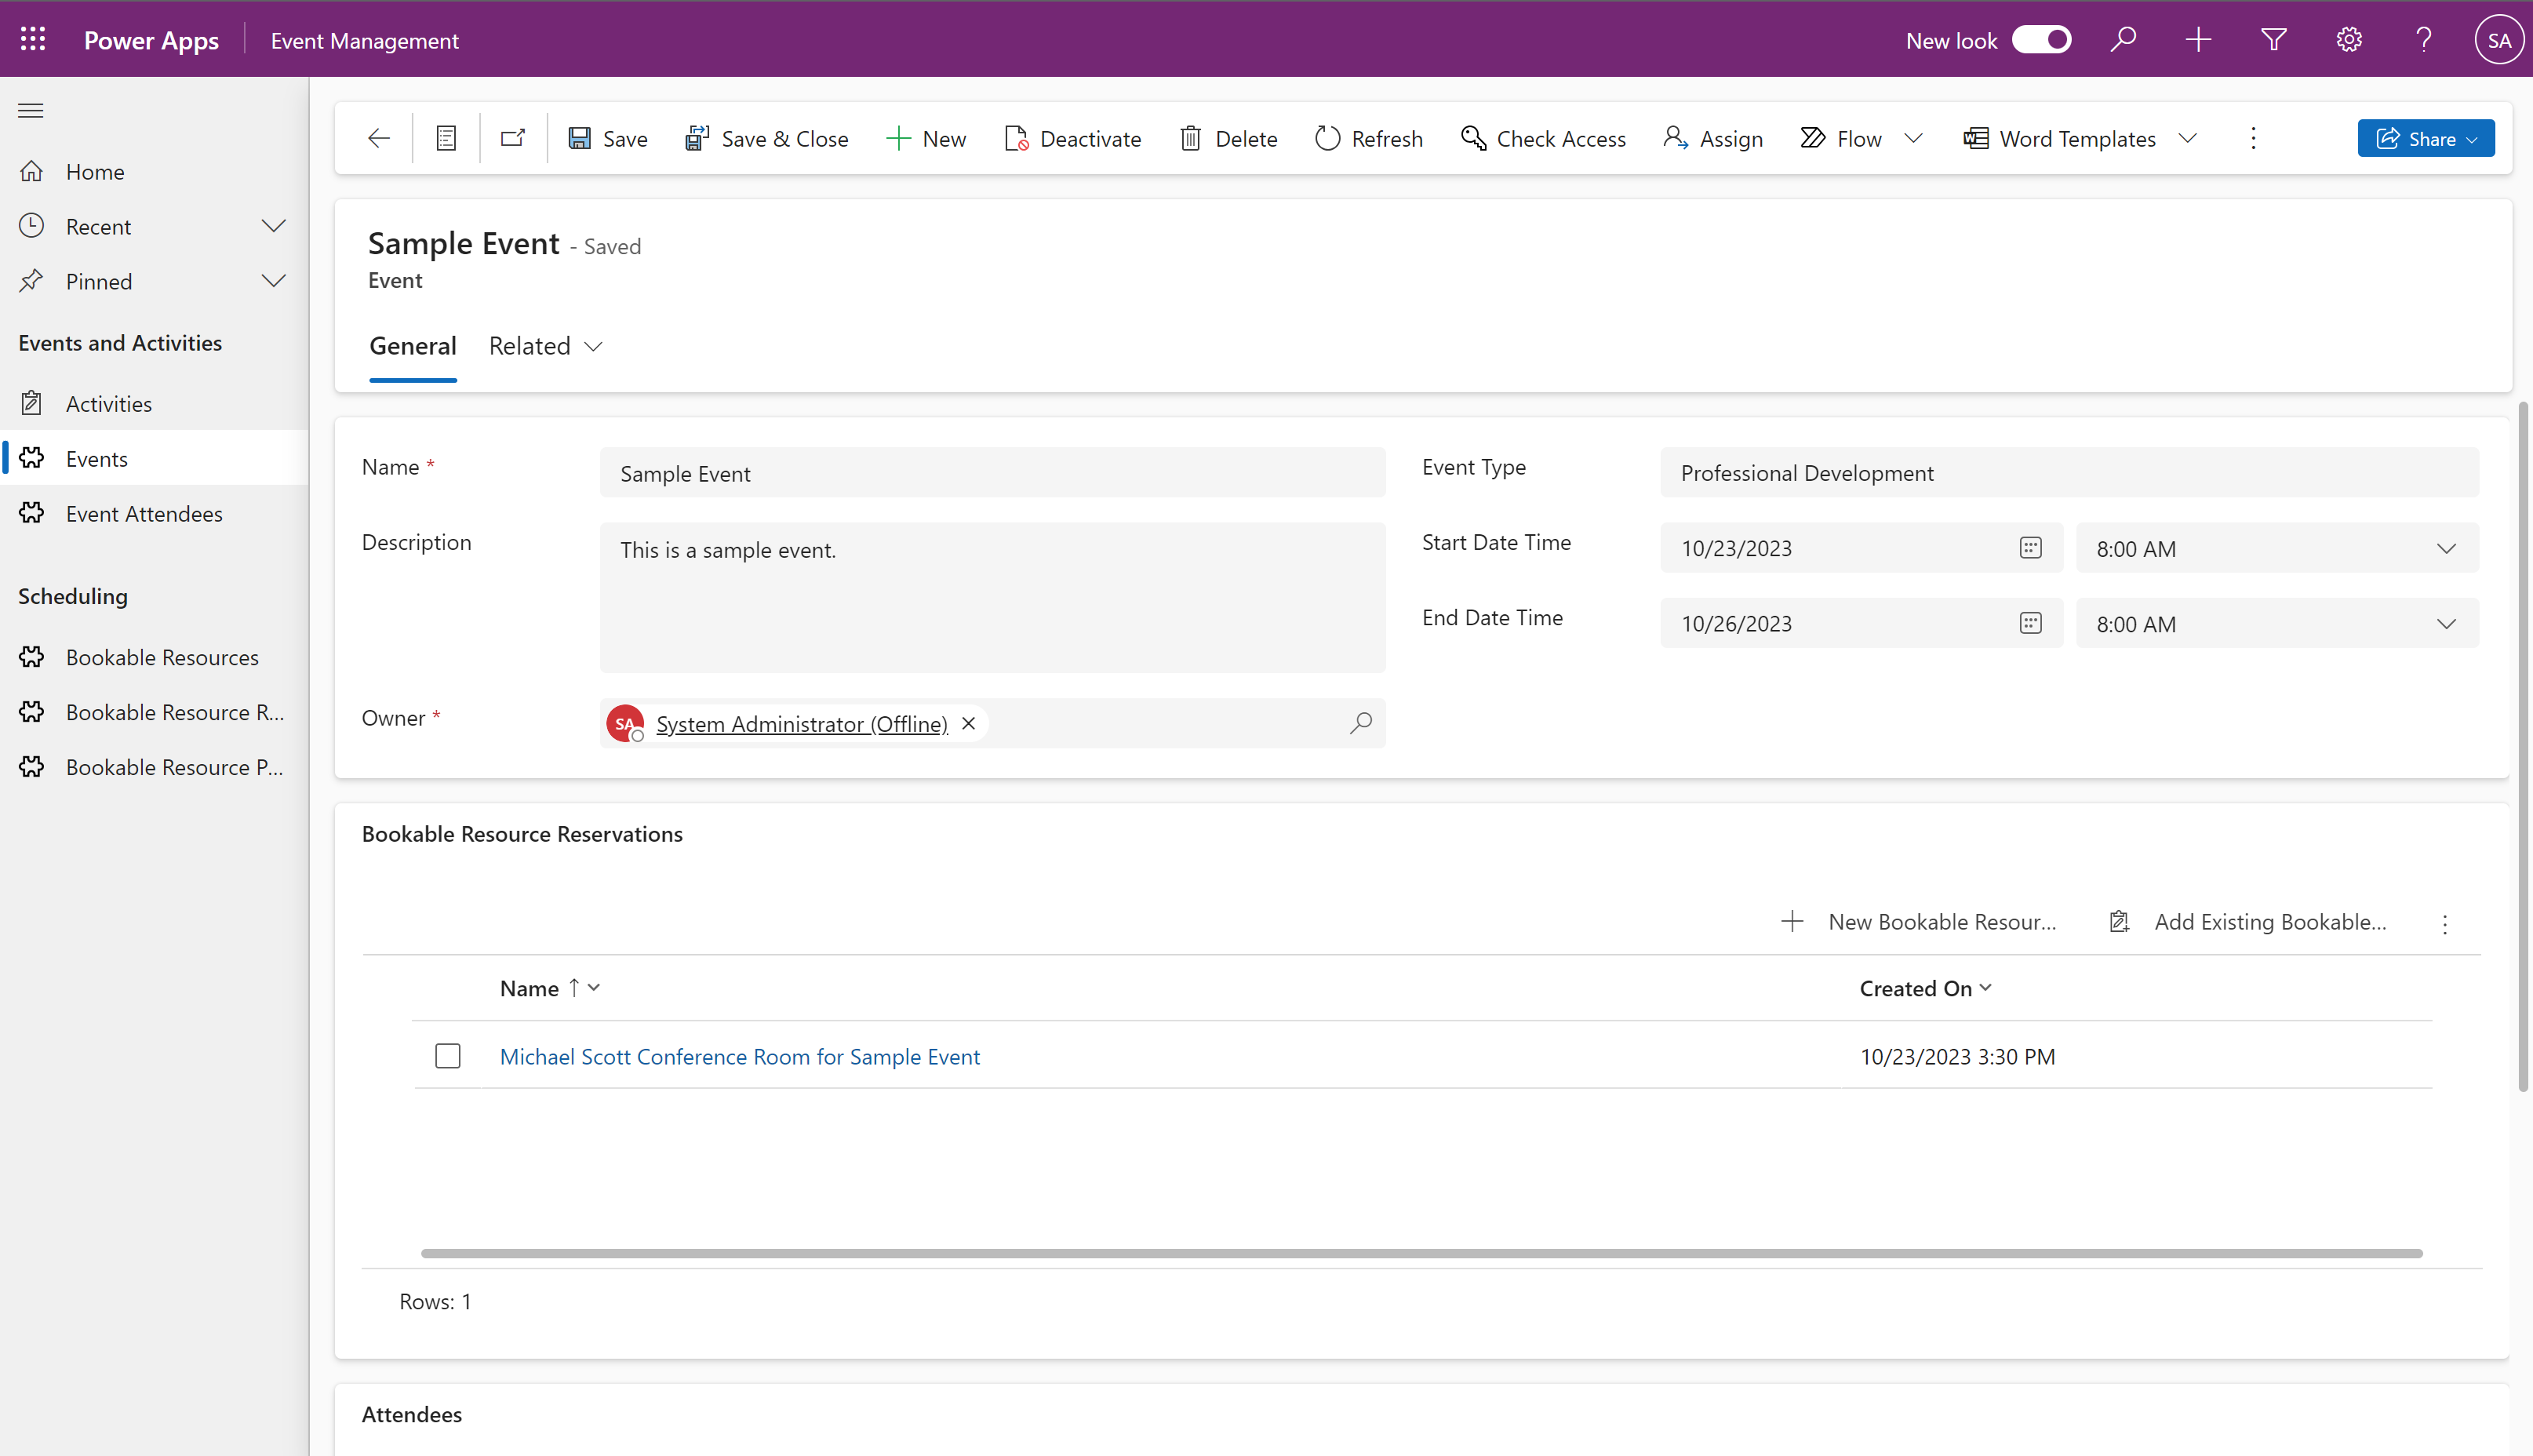 Power Apps
Event Management
New look
SA
Home
Recent
Pinned
Events and Activities
Activities
Events
Event Attendees
Scheduling
Bookable Resources
Bookable Resource R...
Bookable Resource P...
Save
Save & Close
New
Deactivate
Delete
Refresh
Check Access
Assign
Flow
Word Templates
Share
Sample Event - Saved
Event
General
Related
Name *
Sample Event
Description
This is a sample event.
Owner *
SA
System Administrator (Offline)
Event Type
Professional Development
Start Date Time
10/23/2023
8:00 AM
End Date Time
10/26/2023
8:00 AM
Bookable Resource Reservations
New Bookable Resour...
Add Existing Bookable...
Name
Created On
Michael Scott Conference Room for Sample Event
10/23/2023 3:30 PM
Rows: 1
Attendees